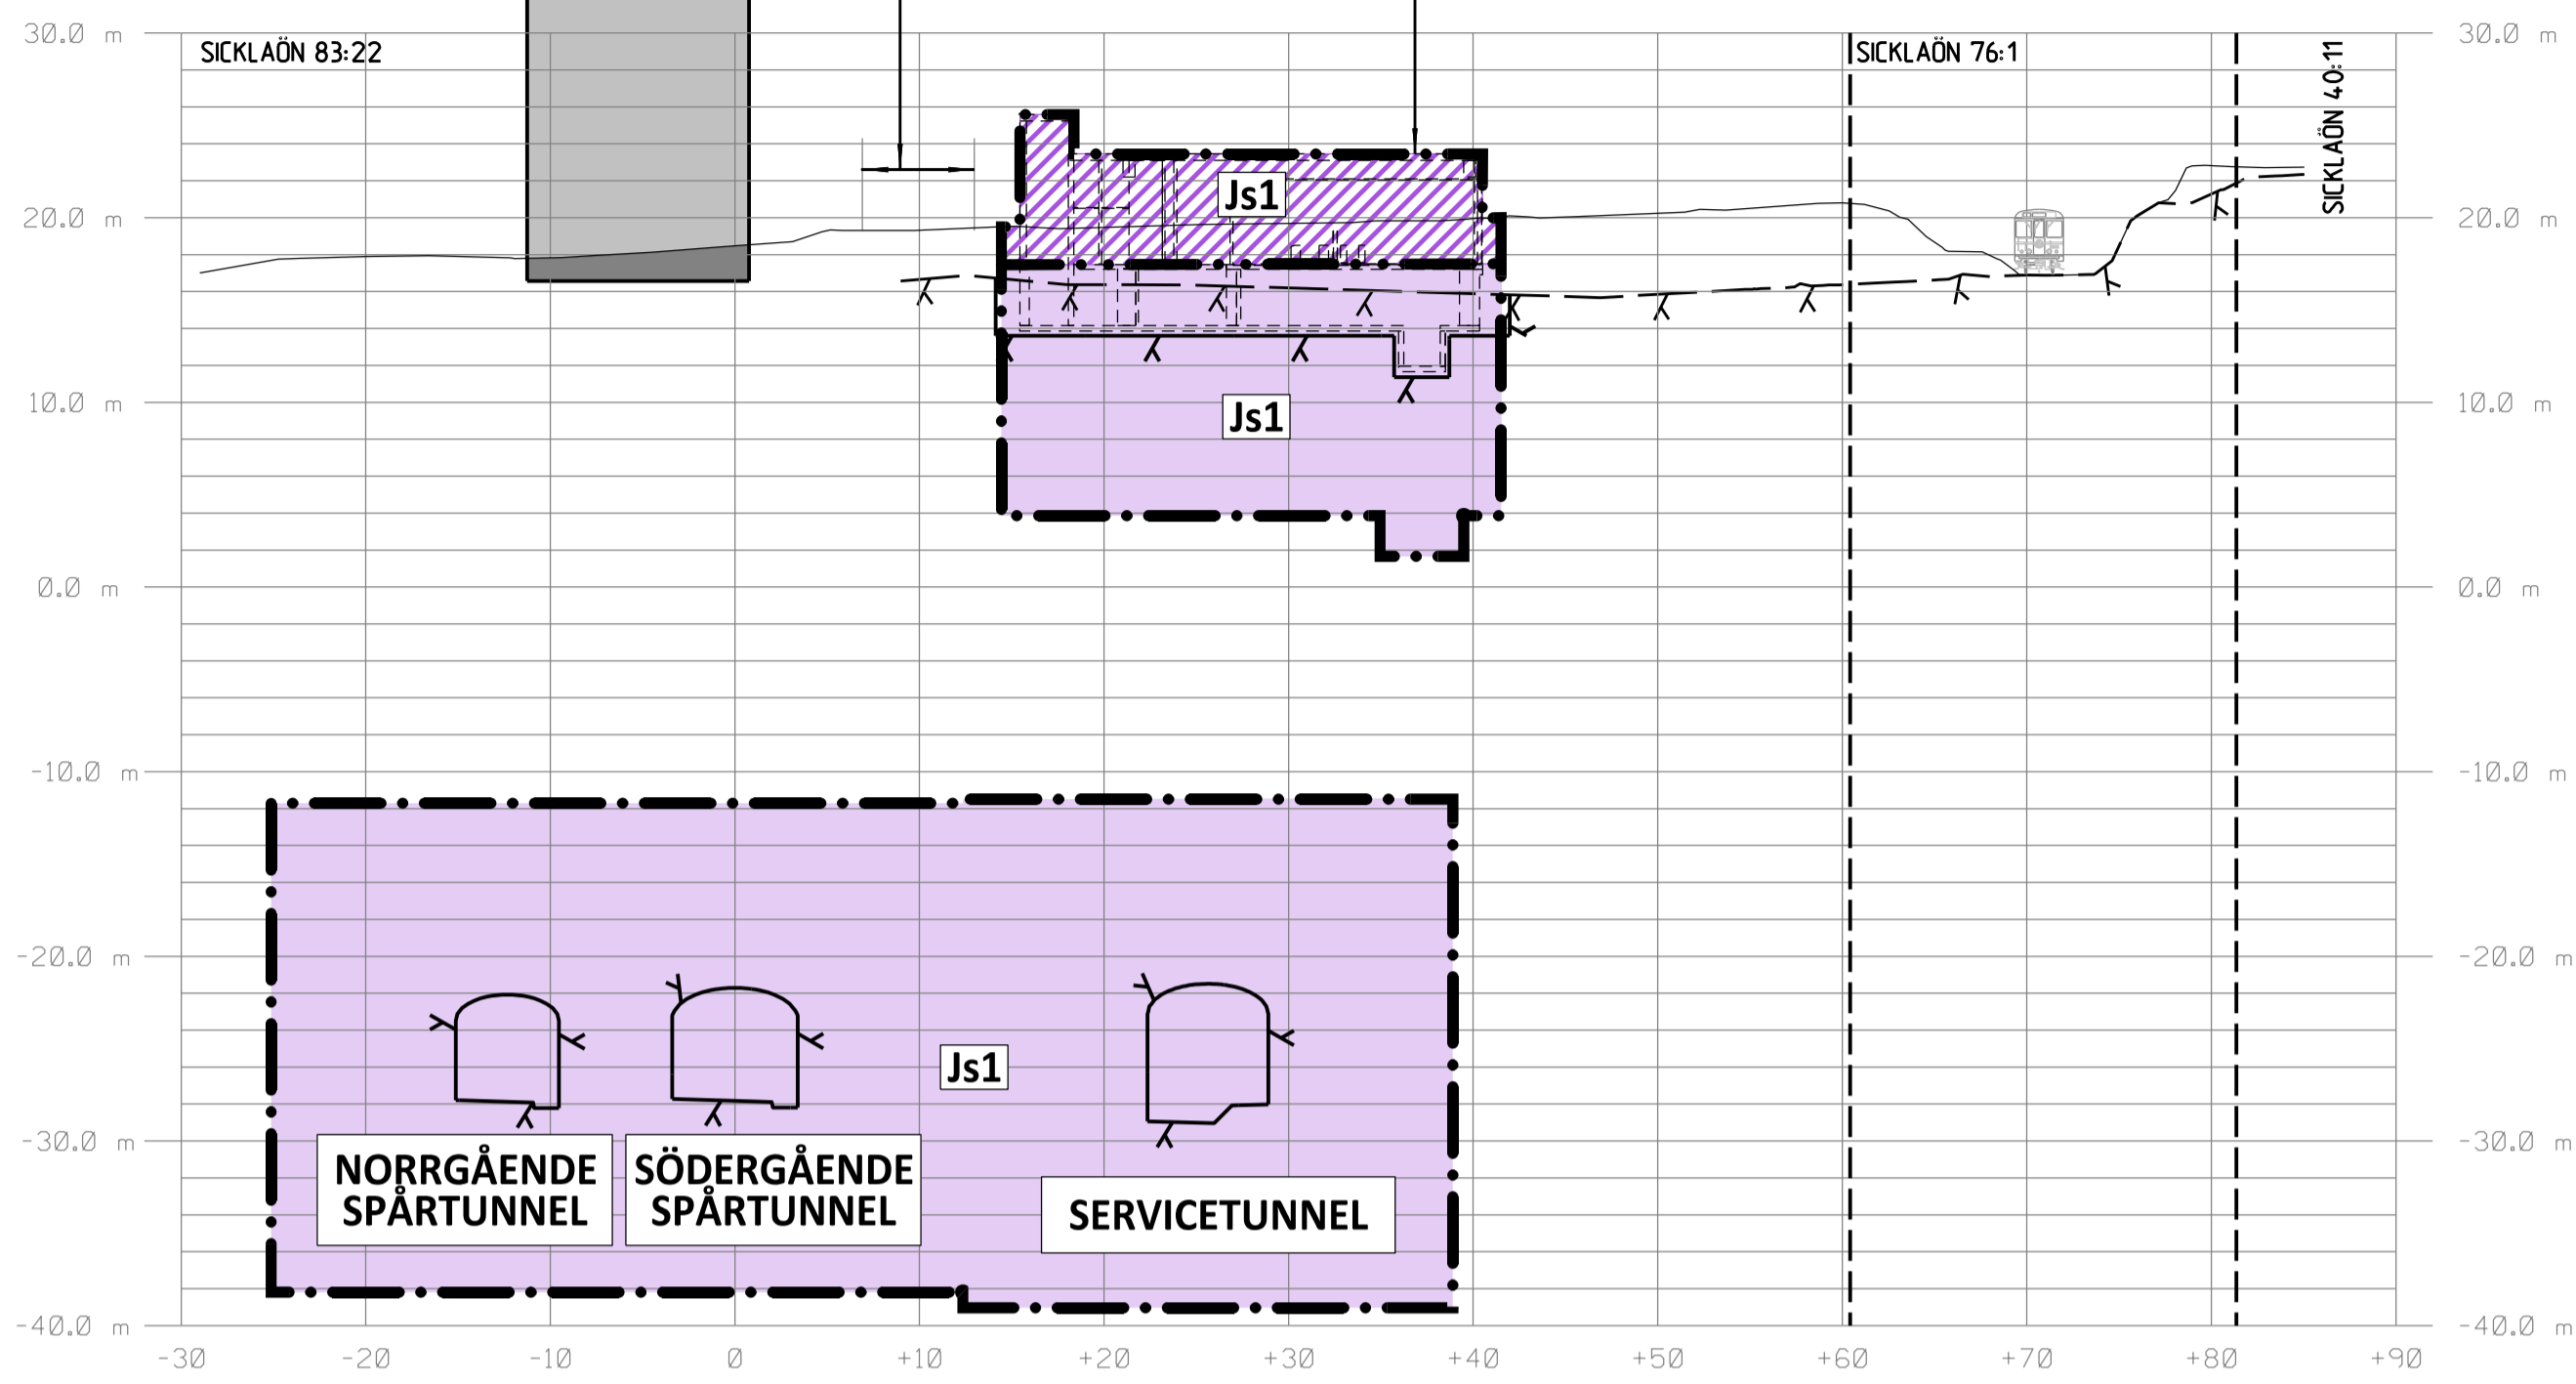 30.0 m
30.0 m
SICKLAÖN 83:22
SICKLAÖN 76:1
SICKLAÖN 40:11
Js1
20.0 m
20.0 m
10.0 m
Js1
10.0 m
0.0 m
0.0 m
-10.0 m
-10.0 m
-20.0 m
-20.0 m
Js1
-30.0 m
-30.0 m
NORRGÅENDE
SPÅRTUNNEL
SÖDERGÅENDE
SPÅRTUNNEL
SERVICETUNNEL
-40.0 m
-40.0 m
-30 -20 -10 0 +10 +20 +30 +40 +50 +60 +70 +80 +90